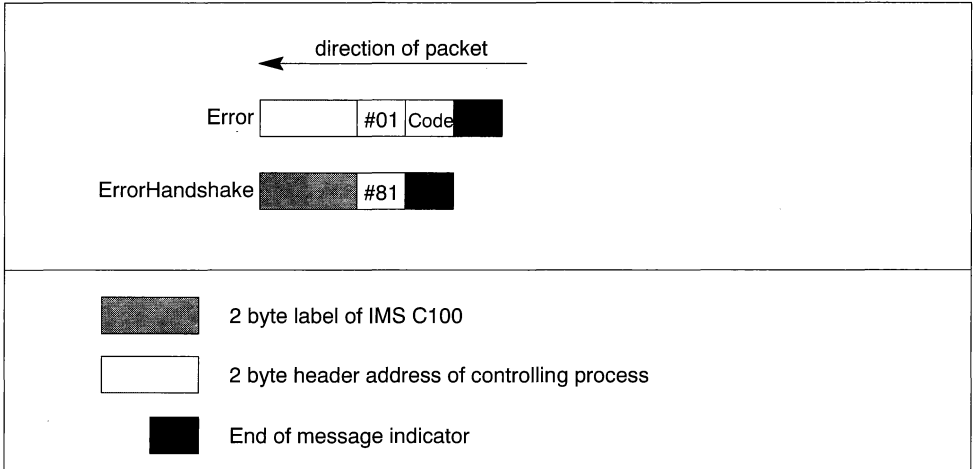 direction of packet
Error #01 Code
ErrorHandshake #81
2 byte label of IMS C100
2 byte header address of controlling process
End of message indicator